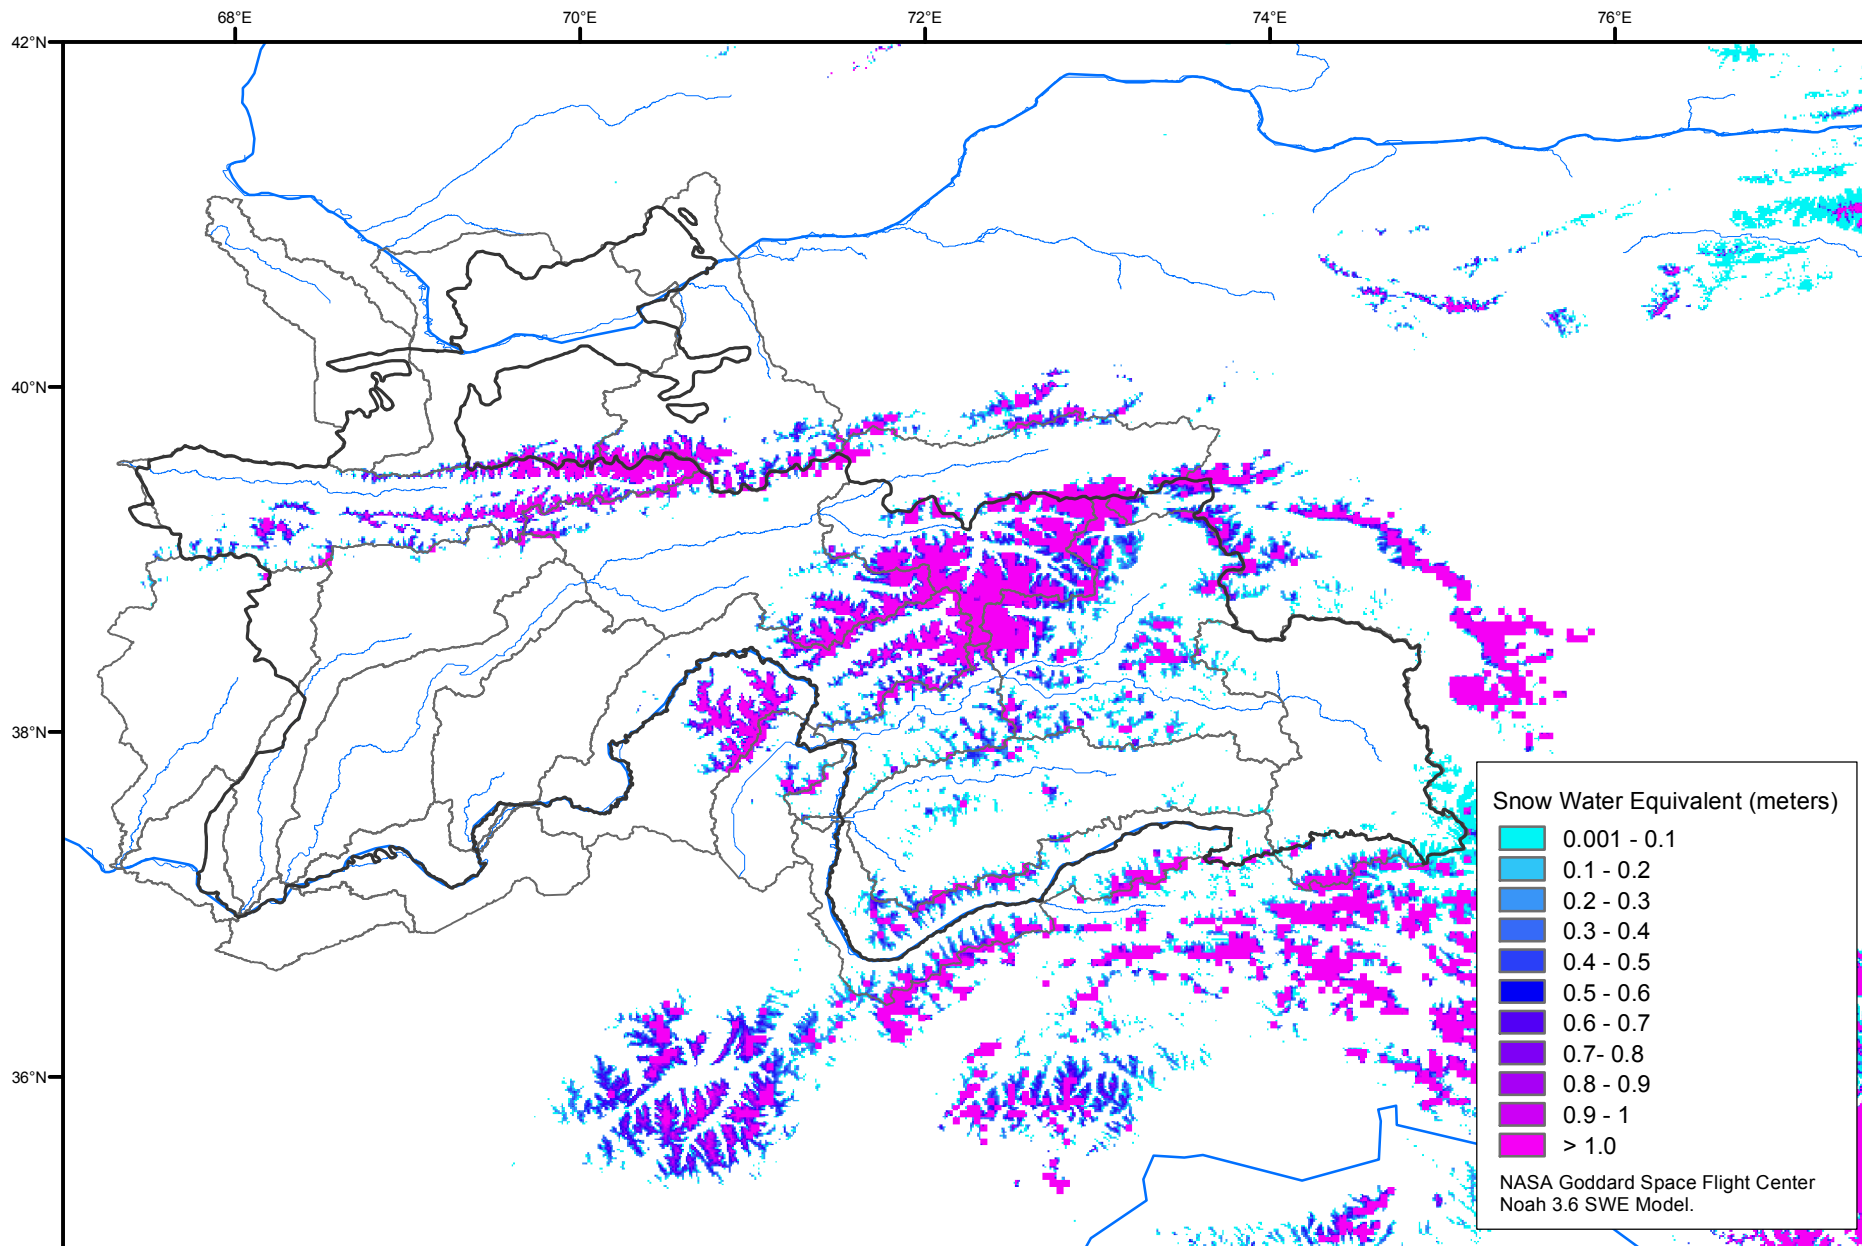 68°E
70°E
72°E
74°E
76°E
42°N
40°N
38°N
36°N
Snow Water Equivalent (meters)
0.001 - 0.1
0.1 - 0.2
0.2 - 0.3
0.3 - 0.4
0.4 - 0.5
0.5 - 0.6
0.6 - 0.7
0.7- 0.8
0.8 - 0.9
0.9 - 1
> 1.0
NASA Goddard Space Flight Center
Noah 3.6 SWE Model.